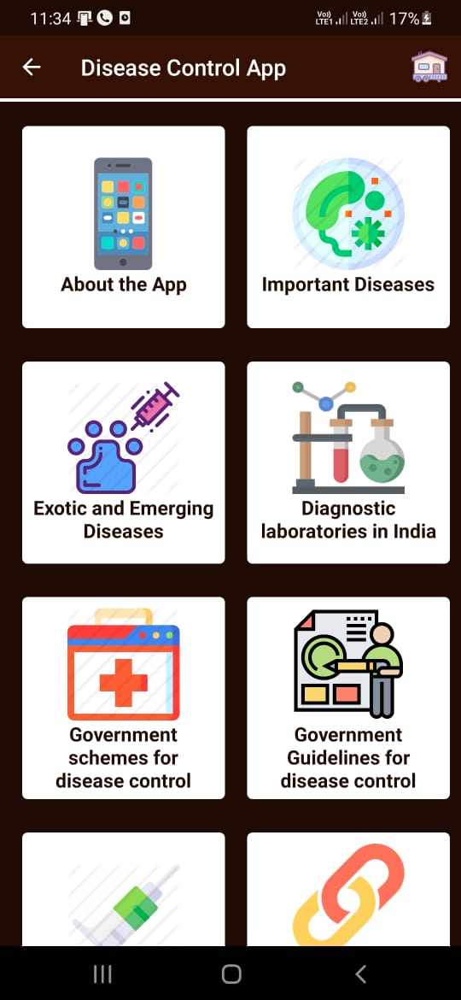 11:34
Vo)) LTE1 Vo)) LTE2 17%
Disease Control App
About the App
Important Diseases
Exotic and Emerging
Diseases
Diagnostic
laboratories in India
Government
schemes for
disease control
Government
Guidelines for
disease control